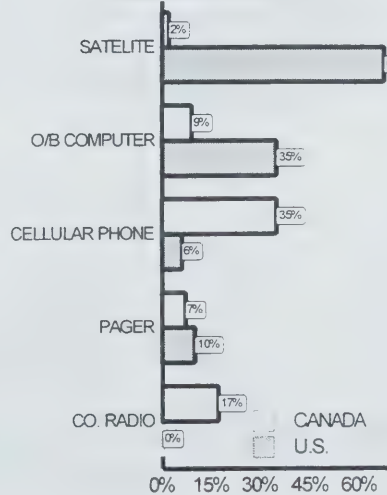 2%
SATELITE
9%
O/B COMPUTER
35%
35%
CELLULAR PHONE
6%
7%
PAGER
10%
17%
CO. RADIO
0%
CANADA
U.S.
0% 15% 30% 45% 60%